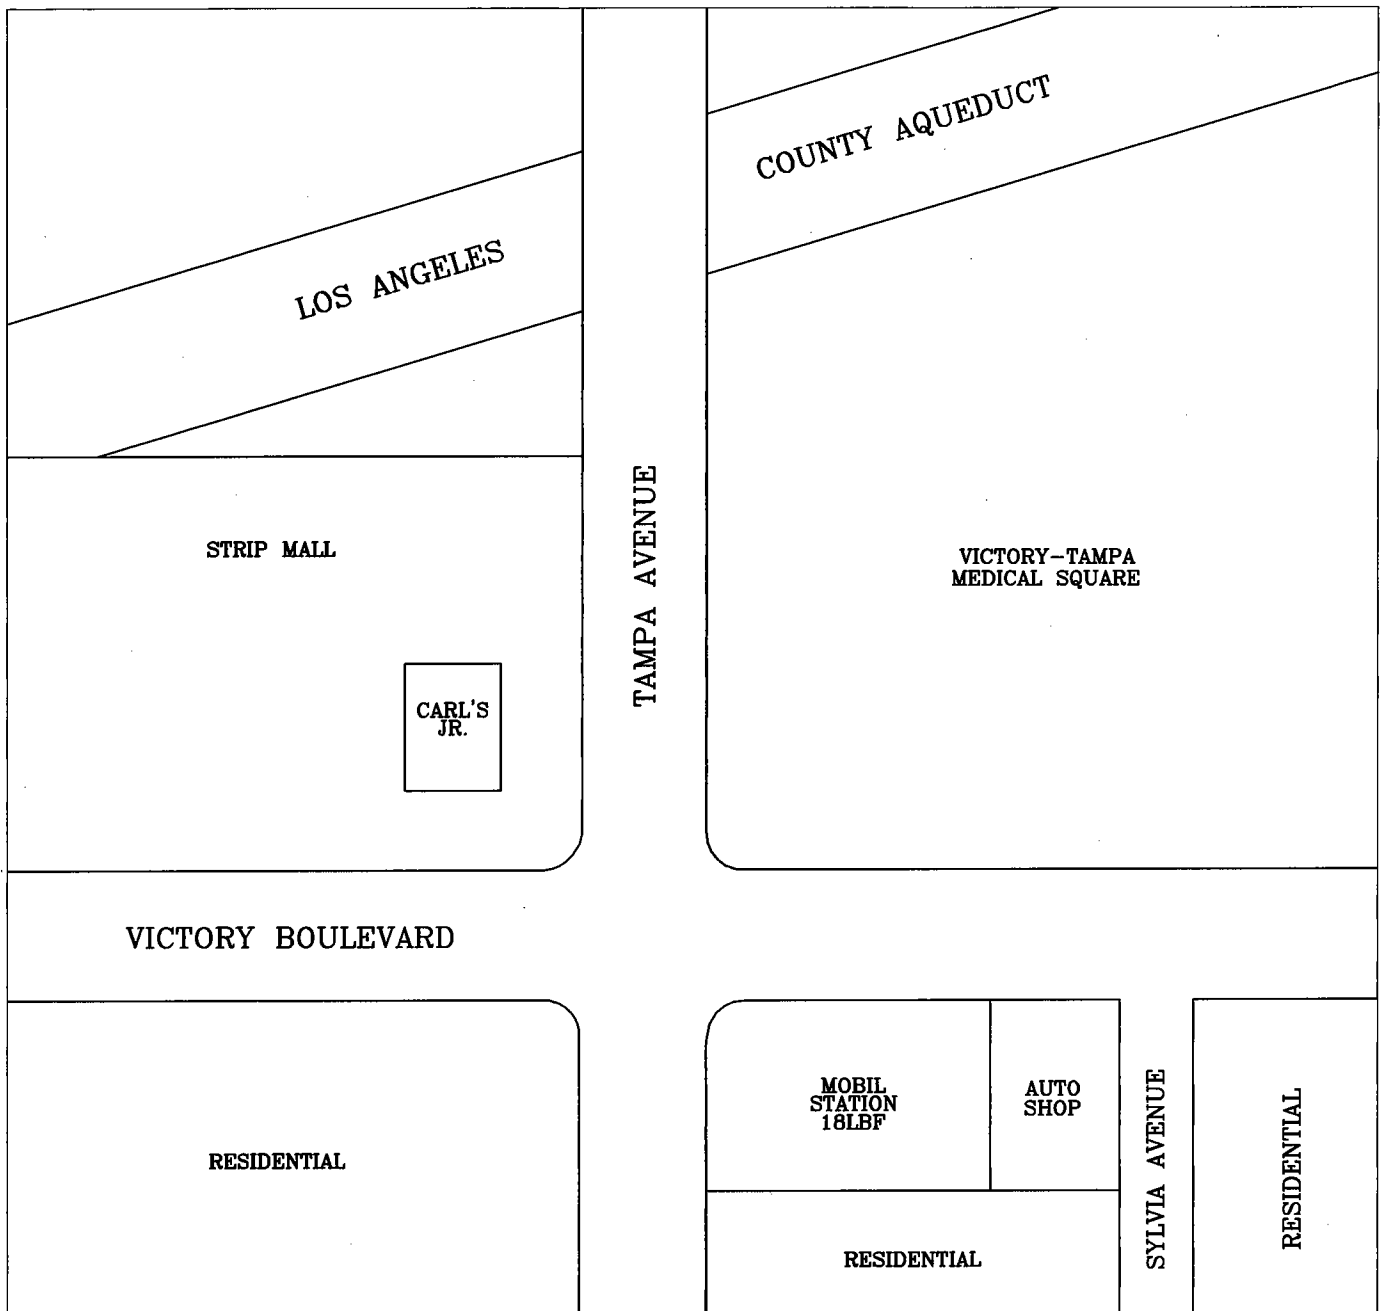 COUNTY AQUEDUCT
LOS ANGELES
TAMPA AVENUE
STRIP MALL
VICTORY-TAMPA
MEDICAL SQUARE
CARL'S
JR.
VICTORY BOULEVARD
MOBIL
STATION
18LBF
AUTO
SHOP
SYLVIA AVENUE
RESIDENTIAL
RESIDENTIAL
RESIDENTIAL